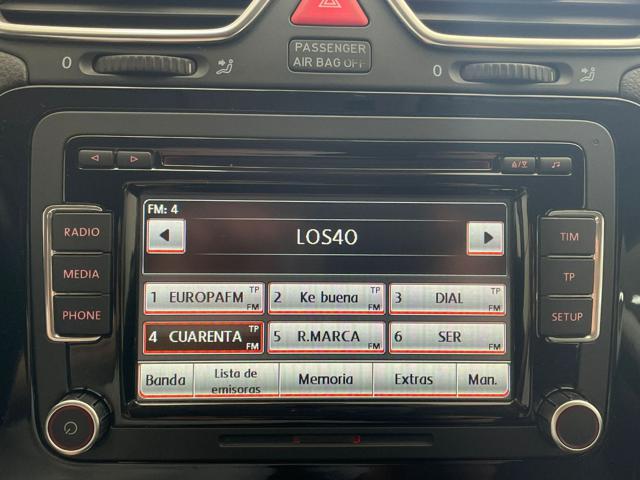 PASSENGER
AIR BAG OFF
0
0
FM: 4
LOS40
RADIO
MEDIA
PHONE
TIM
TP
SETUP
1 EUROPAFM TP FM
2 Ke buena TP FM
3 DIAL TP FM
4 CUARENTA TP FM
5 R.MARCA FM
6 SER FM
Banda
Lista de
emisoras
Memoria
Extras
Man.